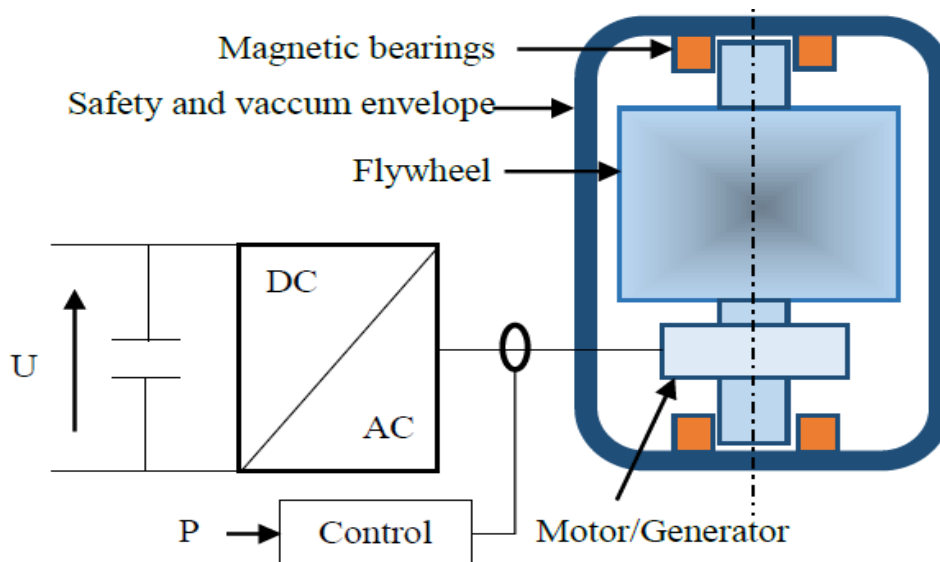 Magnetic bearings
Safety and vaccum envelope
Flywheel
DC
U
AC
P
Control
Motor/Generator